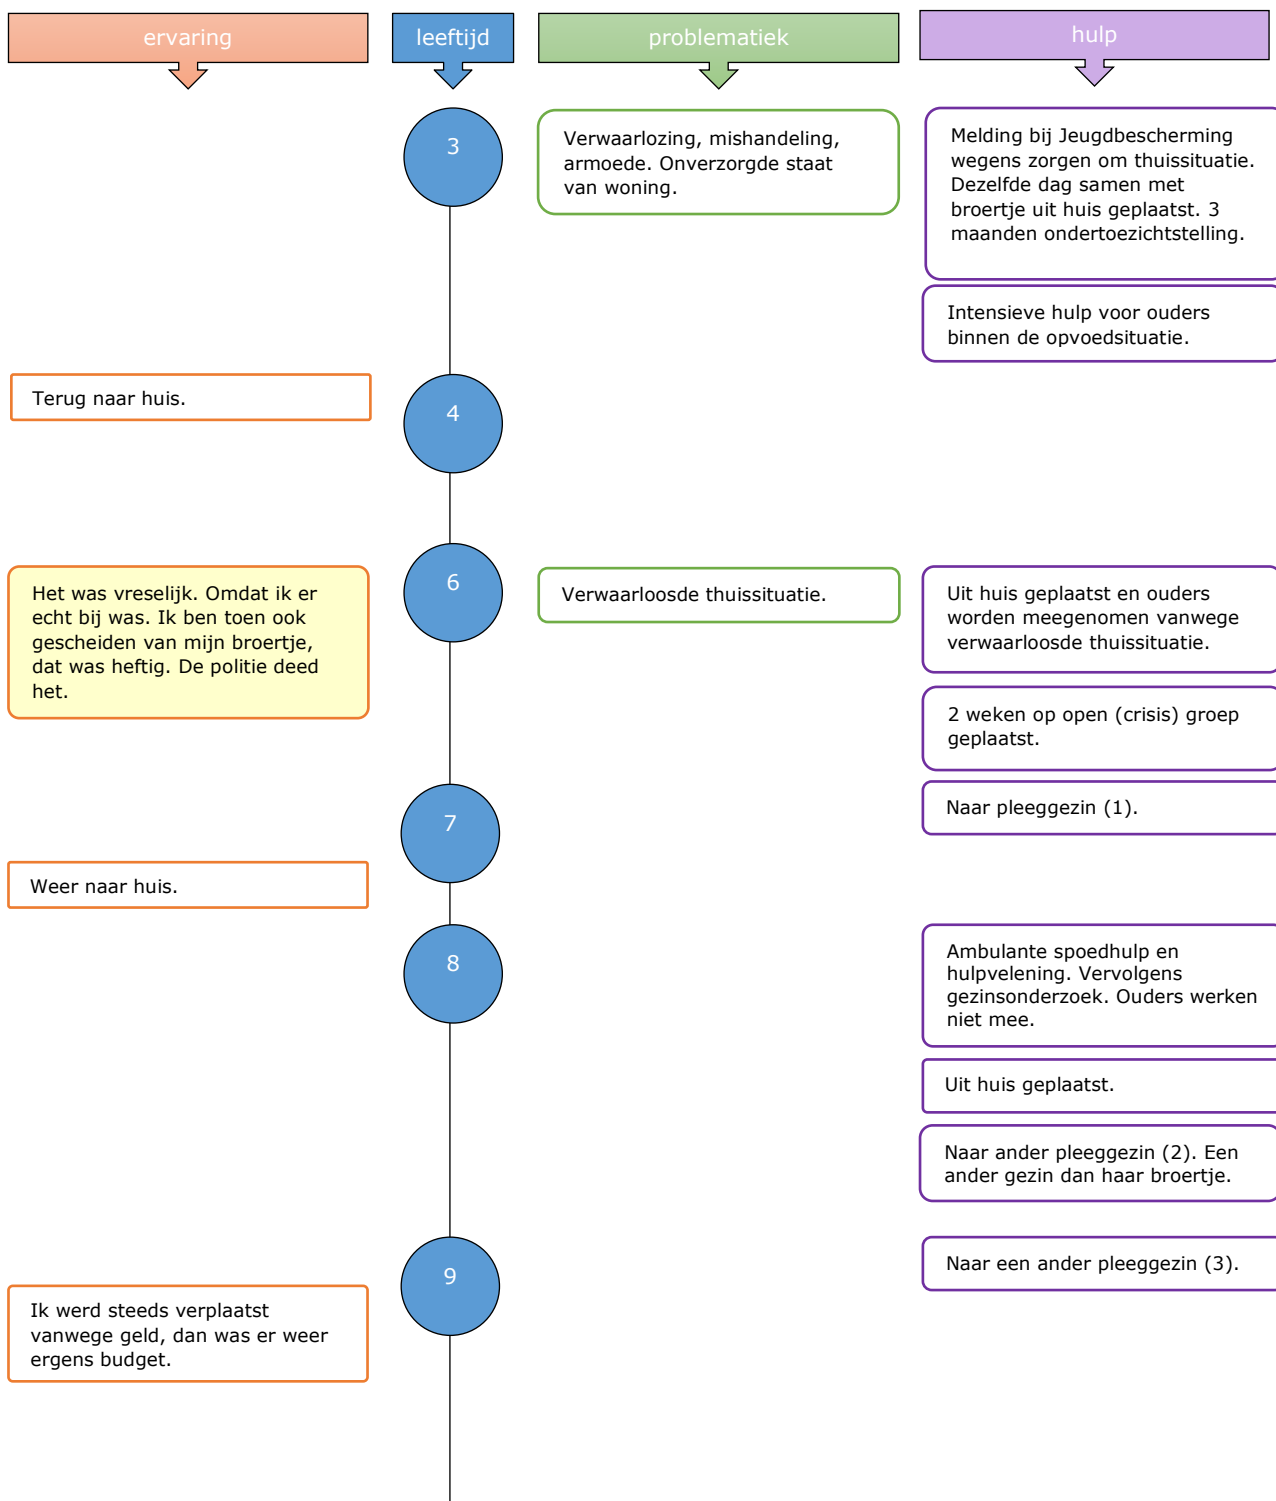 ervaring
leeftijd
problematiek
hulp
3
Verwaarlozing, mishandeling,
armoede. Onverzorgde staat
van woning.
Melding bij Jeugdbescherming
wegens zorgen om thuissituatie.
Dezelfde dag samen met
broertje uit huis geplaatst. 3
maanden ondertoezichtstelling.
Intensieve hulp voor ouders
binnen de opvoedsituatie.
Terug naar huis.
4
Het was vreselijk. Omdat ik er
echt bij was. Ik ben toen ook
gescheiden van mijn broertje,
dat was heftig. De politie deed
het.
6
Verwaarloosde thuissituatie.
Uit huis geplaatst en ouders
worden meegenomen vanwege
verwaarloosde thuissituatie.
2 weken op open (crisis) groep
geplaatst.
7
Naar pleeggezin (1).
Weer naar huis.
8
Ambulante spoedhulp en
hulpvelening. Vervolgens
gezinsonderzoek. Ouders werken
niet mee.
Uit huis geplaatst.
Naar ander pleeggezin (2). Een
ander gezin dan haar broertje.
9
Naar een ander pleeggezin (3).
Ik werd steeds verplaatst
vanwege geld, dan was er weer
ergens budget.